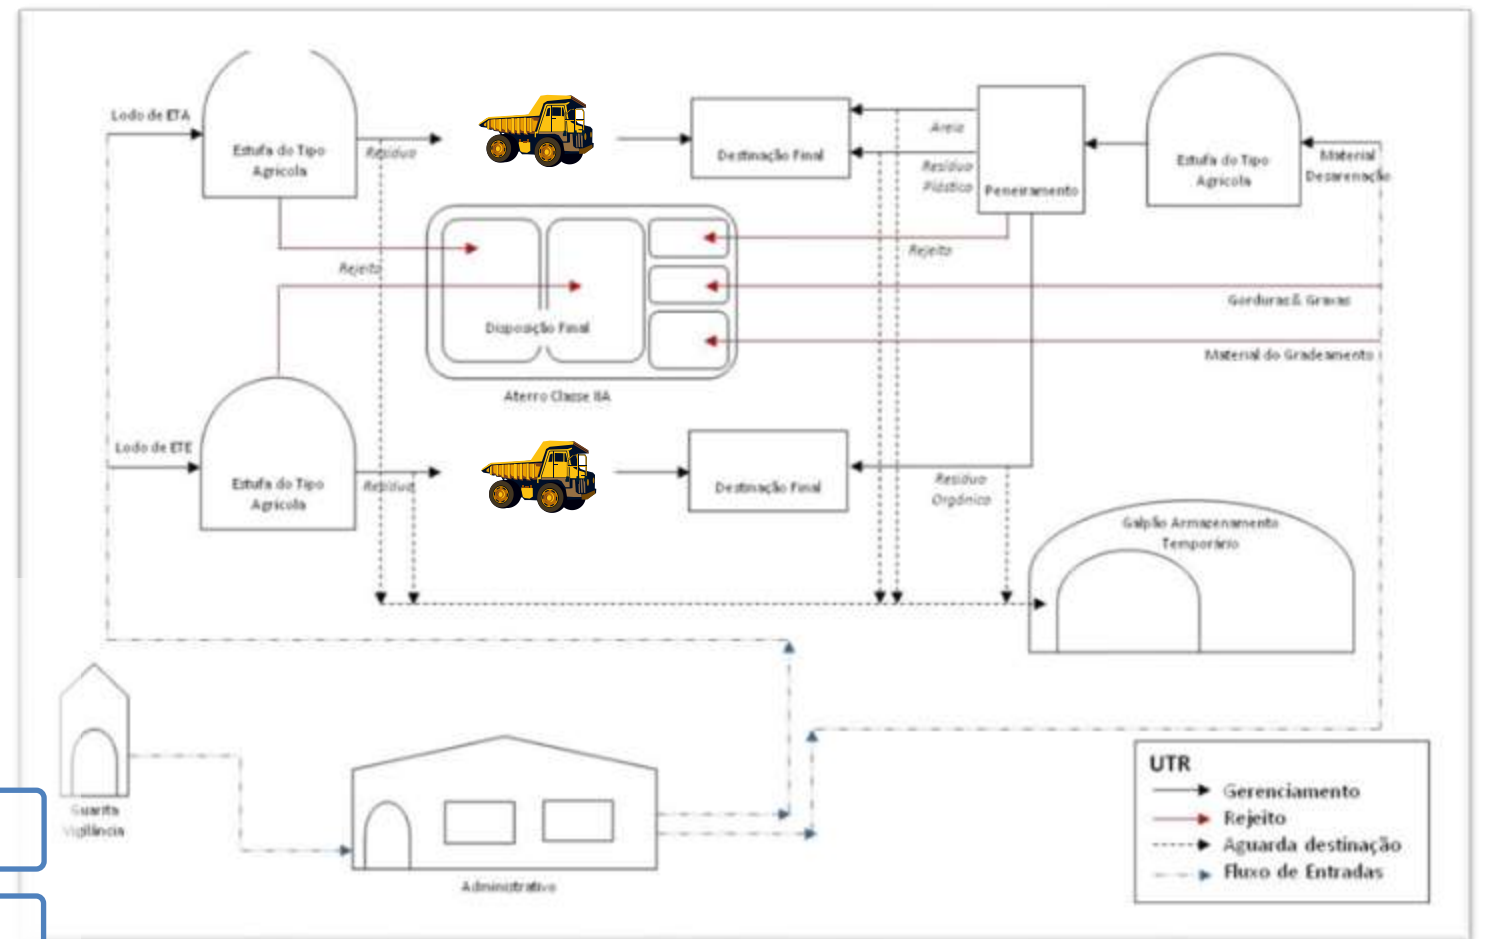 Lodo de ETA
Estufa do Tipo
Agrícola
Resíduo
Destinação Final
Areia
Resíduo
Plástico
Peneiramento
Estufa do Tipo
Agrícola
Material
Desarenação
Rejeito
Rejeito
Disposição Final
Aterro Classe IIA
Gorduras & Graxas
Material do Gradeamento
Lodo de ETE
Estufa do Tipo
Agrícola
Resíduo
Destinação Final
Resíduo
Orgânico
Galpão Armazenamento
Temporário
Guarita
Vigilância
Administrativo
UTR
Gerenciamento
Rejeito
Aguarda destinação
Fluxo de Entradas